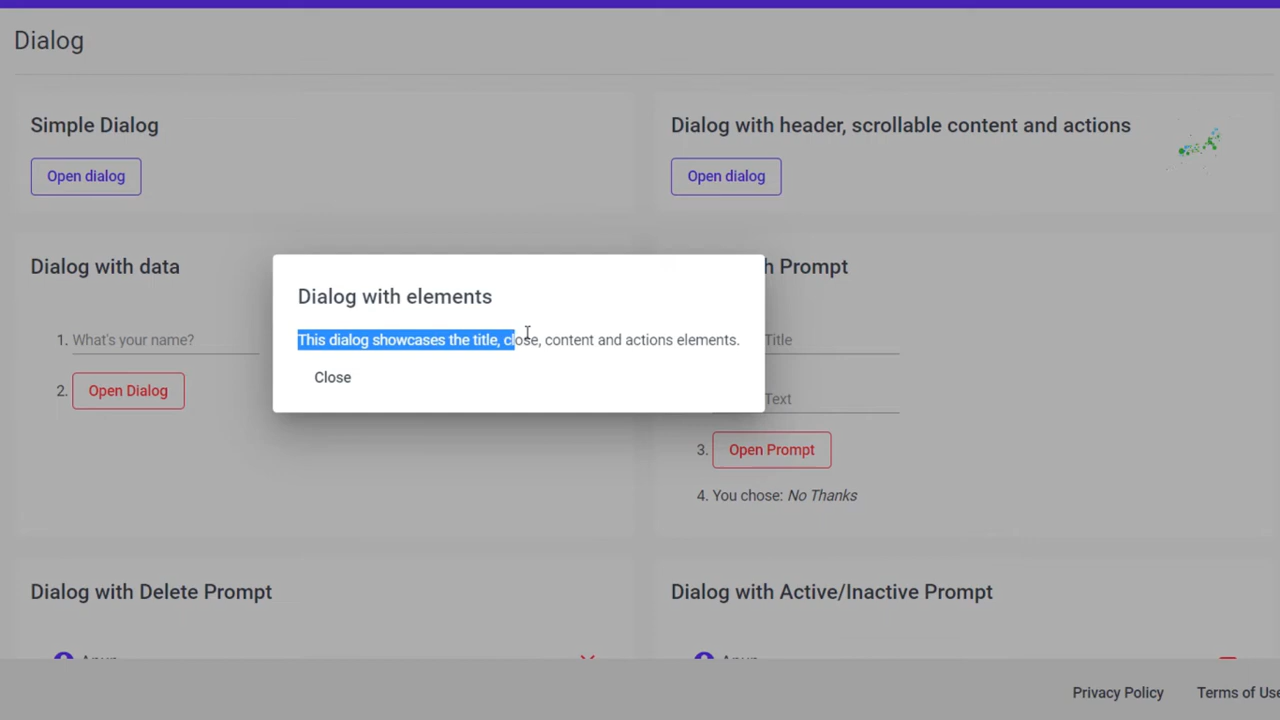 Dialog
Simple Dialog
Open dialog
Dialog with header, scrollable content and actions
Open dialog
Dialog with data
1. What's your name?
2. Open Dialog
Dialog with elements
This dialog showcases the title, close, content and actions elements.
Close
h Prompt
Title
Text
3. Open Prompt
4. You chose: No Thanks
Dialog with Delete Prompt
Dialog with Active/Inactive Prompt
Privacy Policy
Terms of Use